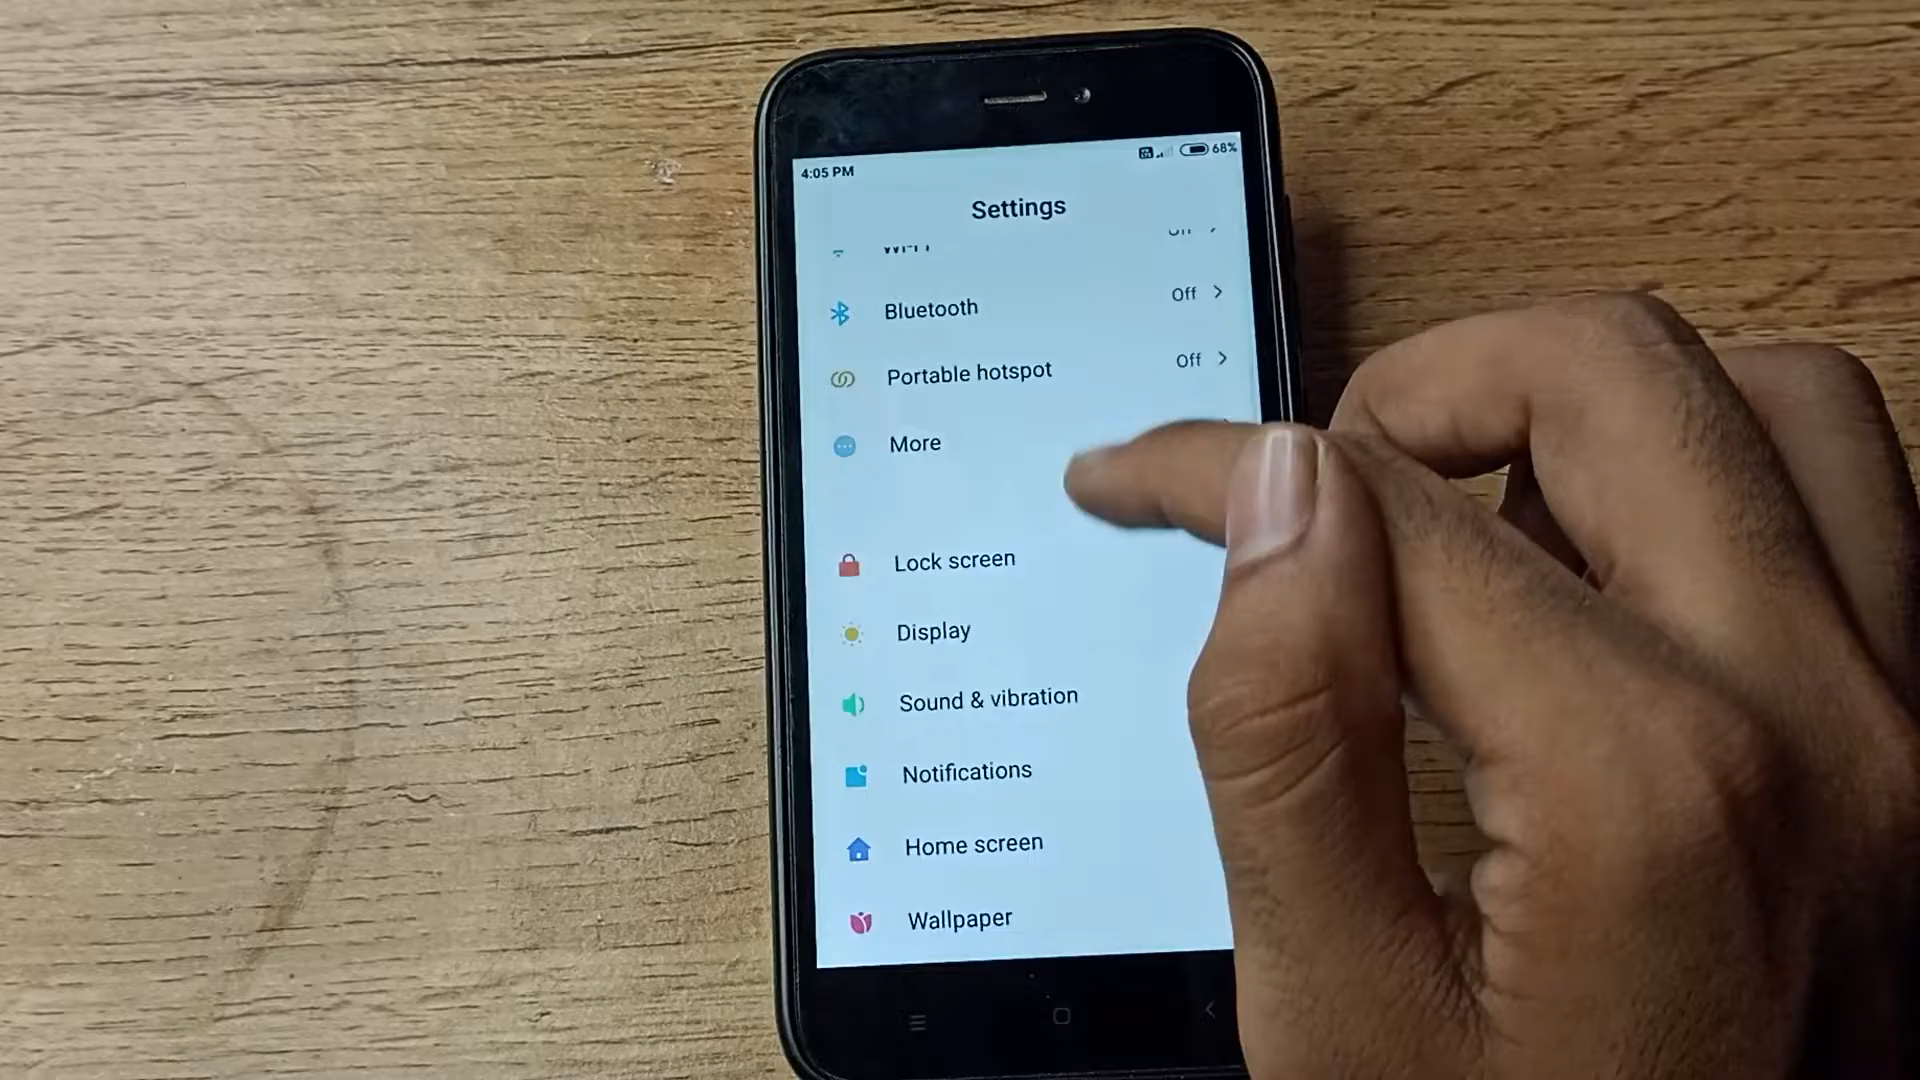 4:05 PM
68%
Settings
Bluetooth Off
Portable hotspot Off
More
Lock screen
Display
Sound & vibration
Notifications
Home screen
Wallpaper